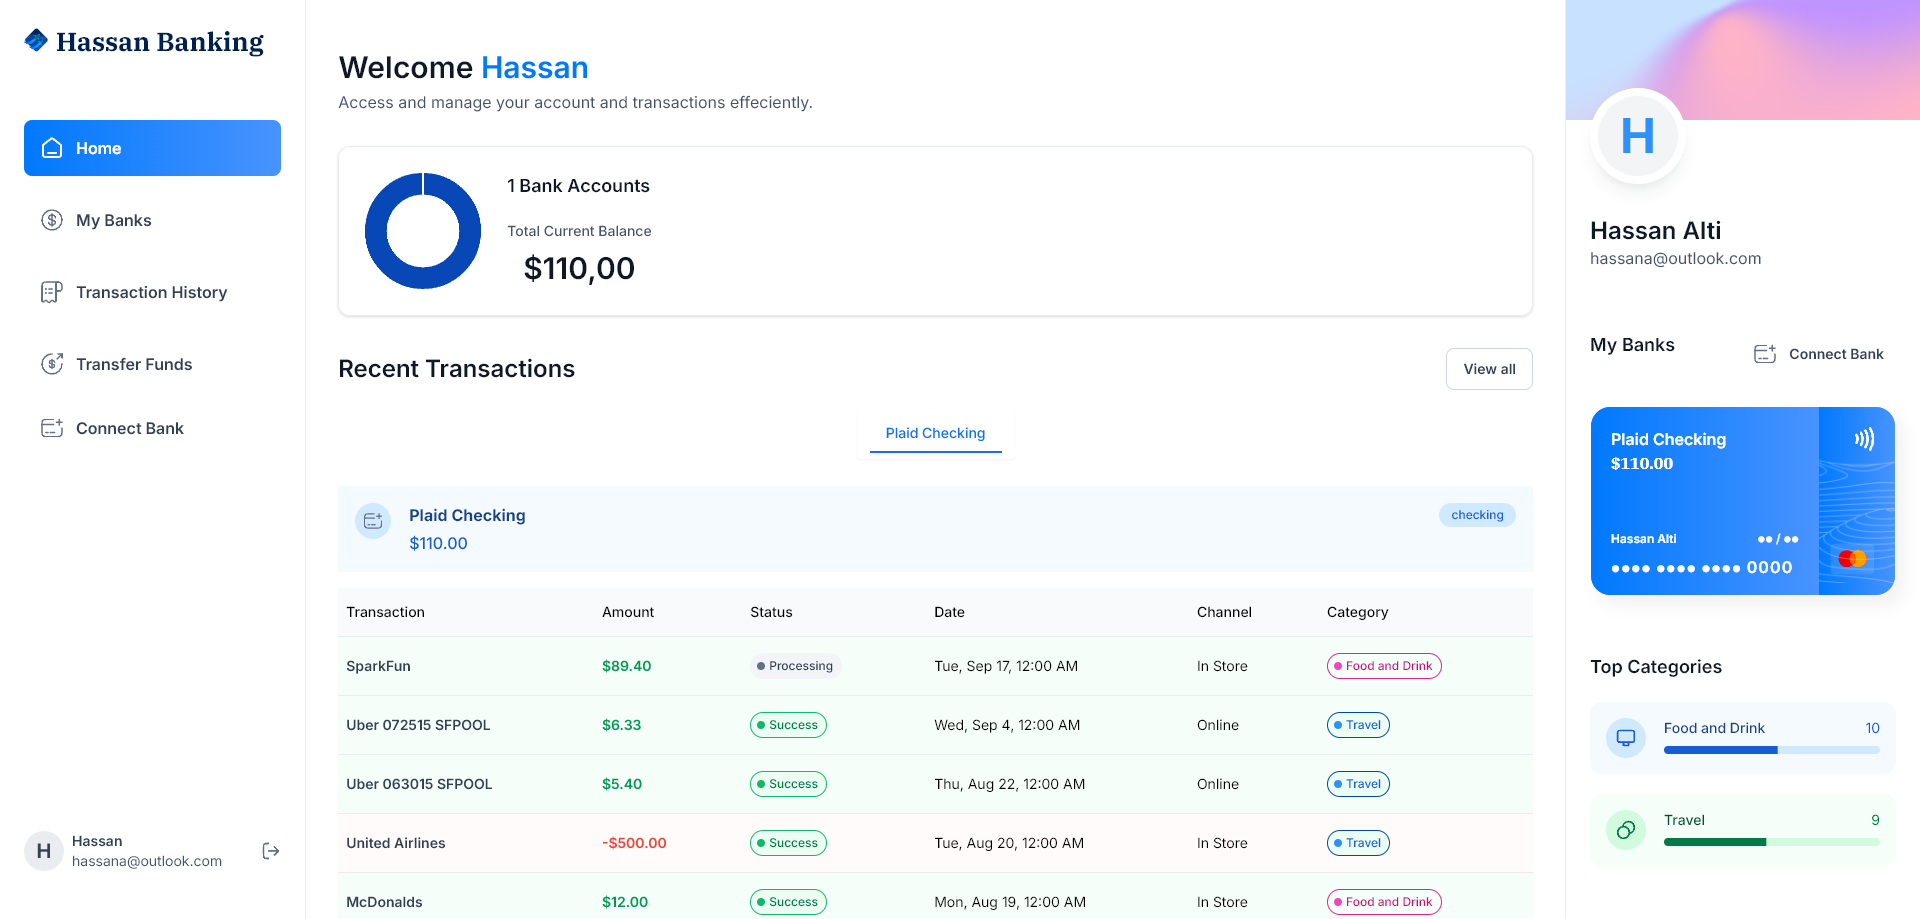 Hassan Banking
Home
My Banks
Transaction History
Transfer Funds
Connect Bank
H
Hassan
hassana@outlook.com
Welcome Hassan
Access and manage your account and transactions effeciently.
1 Bank Accounts
Total Current Balance
$110,00
Recent Transactions
View all
Plaid Checking
Plaid Checking
$110.00
checking
Transaction Amount Status Date Channel Category
SparkFun $89.40 Processing Tue, Sep 17, 12:00 AM In Store Food and Drink
Uber 072515 SFPOOL $6.33 Success Wed, Sep 4, 12:00 AM Online Travel
Uber 063015 SFPOOL $5.40 Success Thu, Aug 22, 12:00 AM Online Travel
United Airlines -$500.00 Success Tue, Aug 20, 12:00 AM In Store Travel
McDonalds $12.00 Success Mon, Aug 19, 12:00 AM In Store Food and Drink
H
Hassan Alti
hassana@outlook.com
My Banks
Connect Bank
Plaid Checking
$110.00
Hassan Alti ●● / ●●
●●●● ●●●● ●●●● 0000
Top Categories
Food and Drink 10
Travel 9